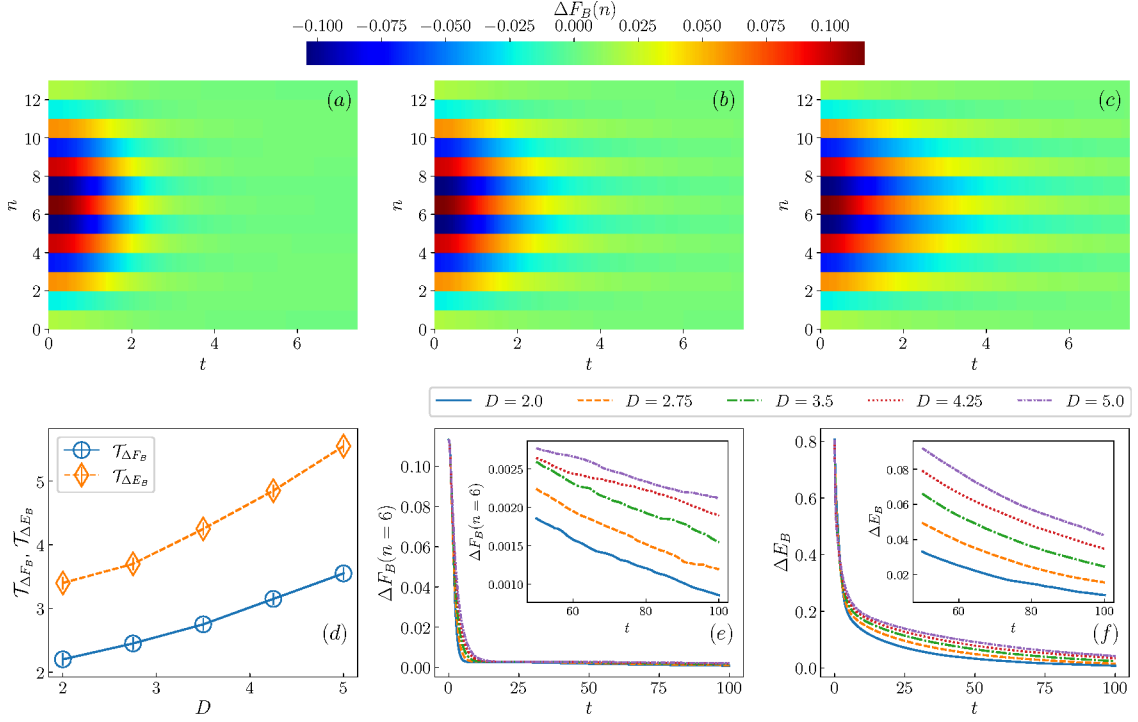 ΔF_B(n)
−0.100 −0.075 −0.050 −0.025 0.000 0.025 0.050 0.075 0.100
(a) (b) (c)
12 12 12
10 10 10
8 8 8
n n n
6 6 6
4 4 4
2 2 2
0 0 0
0 2 4 6 0 2 4 6 0 2 4 6
t t t
D = 2.0 D = 2.75 D = 3.5 D = 4.25 D = 5.0
𝒯_{ΔF_B}, 𝒯_{ΔE_B}
5
4
3
2
𝒯_{ΔF_B}
𝒯_{ΔE_B}
(d)
2 3 4 5
D
ΔF_B(n = 6)
0.10
0.08
0.06
0.04
0.02
0.00
ΔF_B(n = 6)
0.0025
0.0020
0.0015
0.0010
60 80 100
t
(e)
0 25 50 75 100
t
ΔE_B
0.8
0.6
0.4
0.2
0.0
ΔE_B
0.08
0.06
0.04
0.02
60 80 100
t
(f)
0 25 50 75 100
t